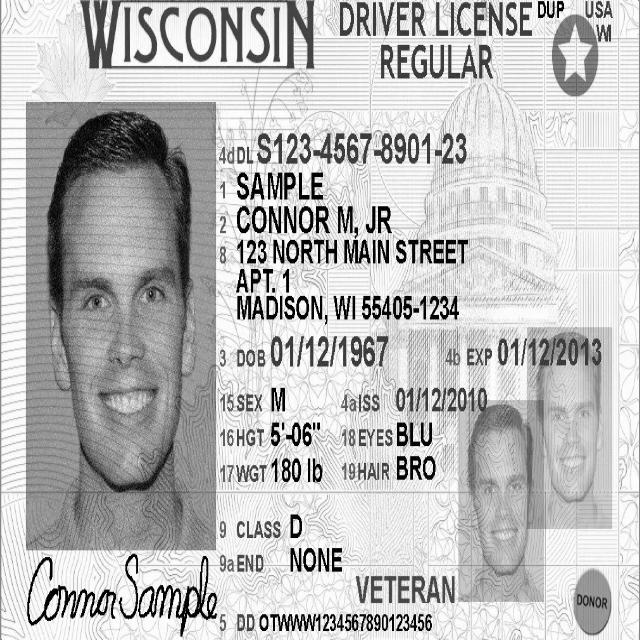 WISCONSIN DRIVER LICENSE DUP USA
REGULAR WI
4d DL S123-4567-8901-23
1 SAMPLE
2 CONNOR M, JR
8 123 NORTH MAIN STREET
APT. 1
MADISON, WI 55405-1234
3 DOB 01/12/1967 4b EXP 01/12/2013
15 SEX M 4a ISS 01/12/2010
16 HGT 5'-06" 18 EYES BLU
17 WGT 180 lb 19 HAIR BRO
9 CLASS D
9a END NONE
Connor Sample VETERAN DONOR
5 DD OTWWW1234567890123456